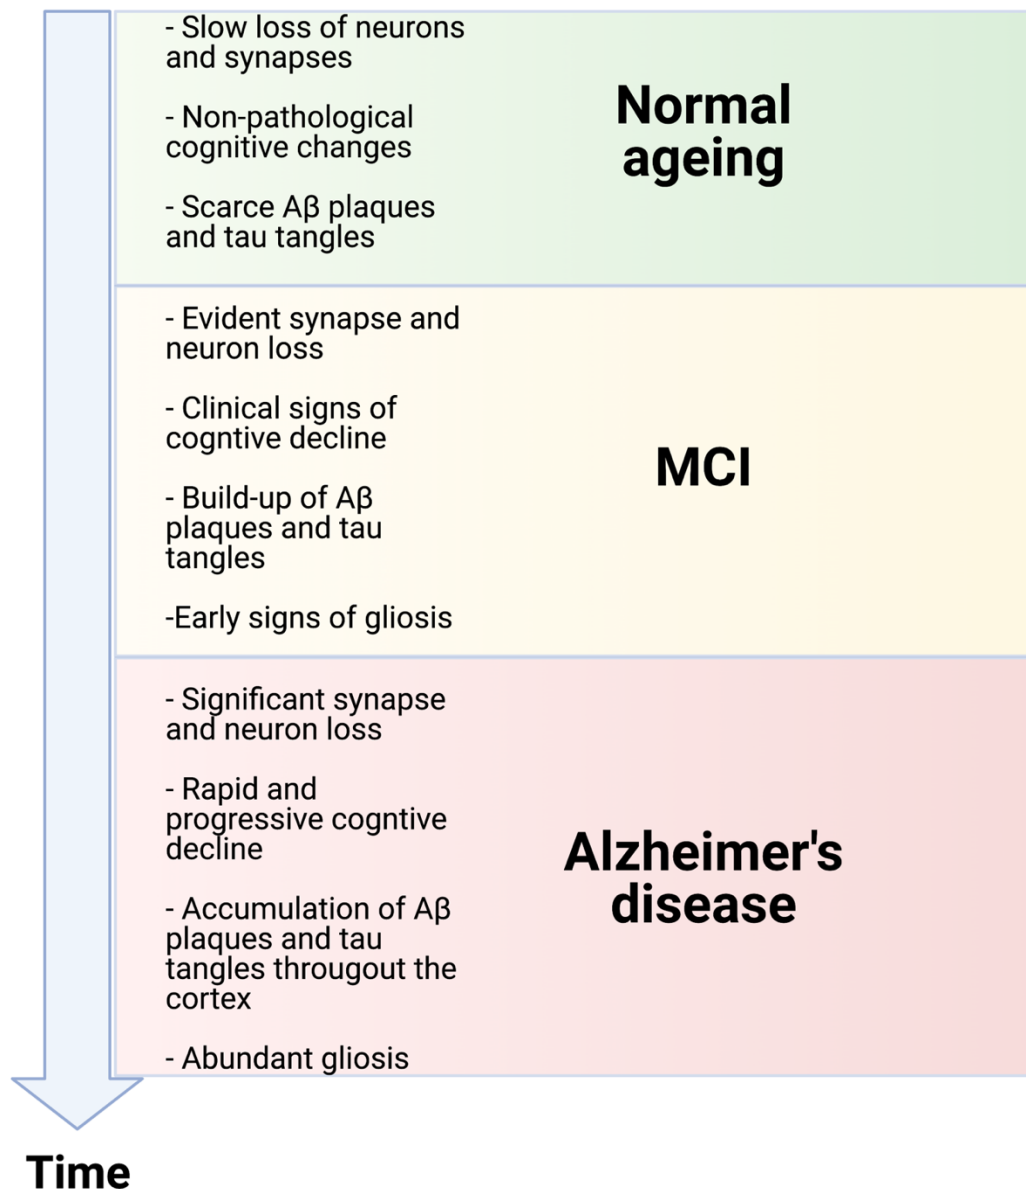 - Slow loss of neurons
and synapses
- Non-pathological
cognitive changes
- Scarce Aβ plaques
and tau tangles
Normal
ageing
- Evident synapse and
neuron loss
- Clinical signs of
cogntive decline
- Build-up of Aβ
plaques and tau
tangles
-Early signs of gliosis
MCI
- Significant synapse
and neuron loss
- Rapid and
progressive cogntive
decline
- Accumulation of Aβ
plaques and tau
tangles througout the
cortex
- Abundant gliosis
Alzheimer's
disease
Time